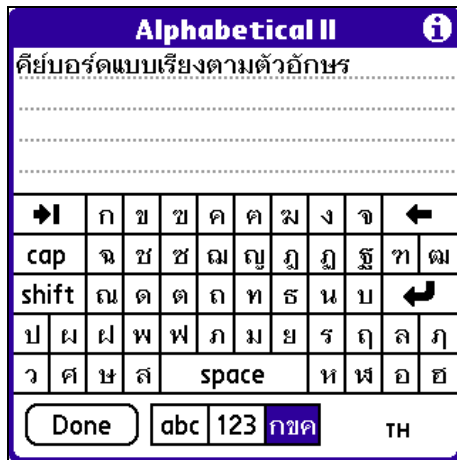 Alphabetical II
คีย์บอร์ดแบบเรียงตามตัวอักษร
ก ข ฃ ค ฅ ฆ ง จ
cap ฉ ช ซ ฌ ญ ฎ ฏ ฐ ฑ ฒ
shift ณ ด ต ถ ท ธ น บ
ป ผ ฝ พ ฟ ภ ม ย ร ฤ ล ฦ
ว ศ ษ ส space ห ฬ อ ฮ
Done abc 123 กขค TH